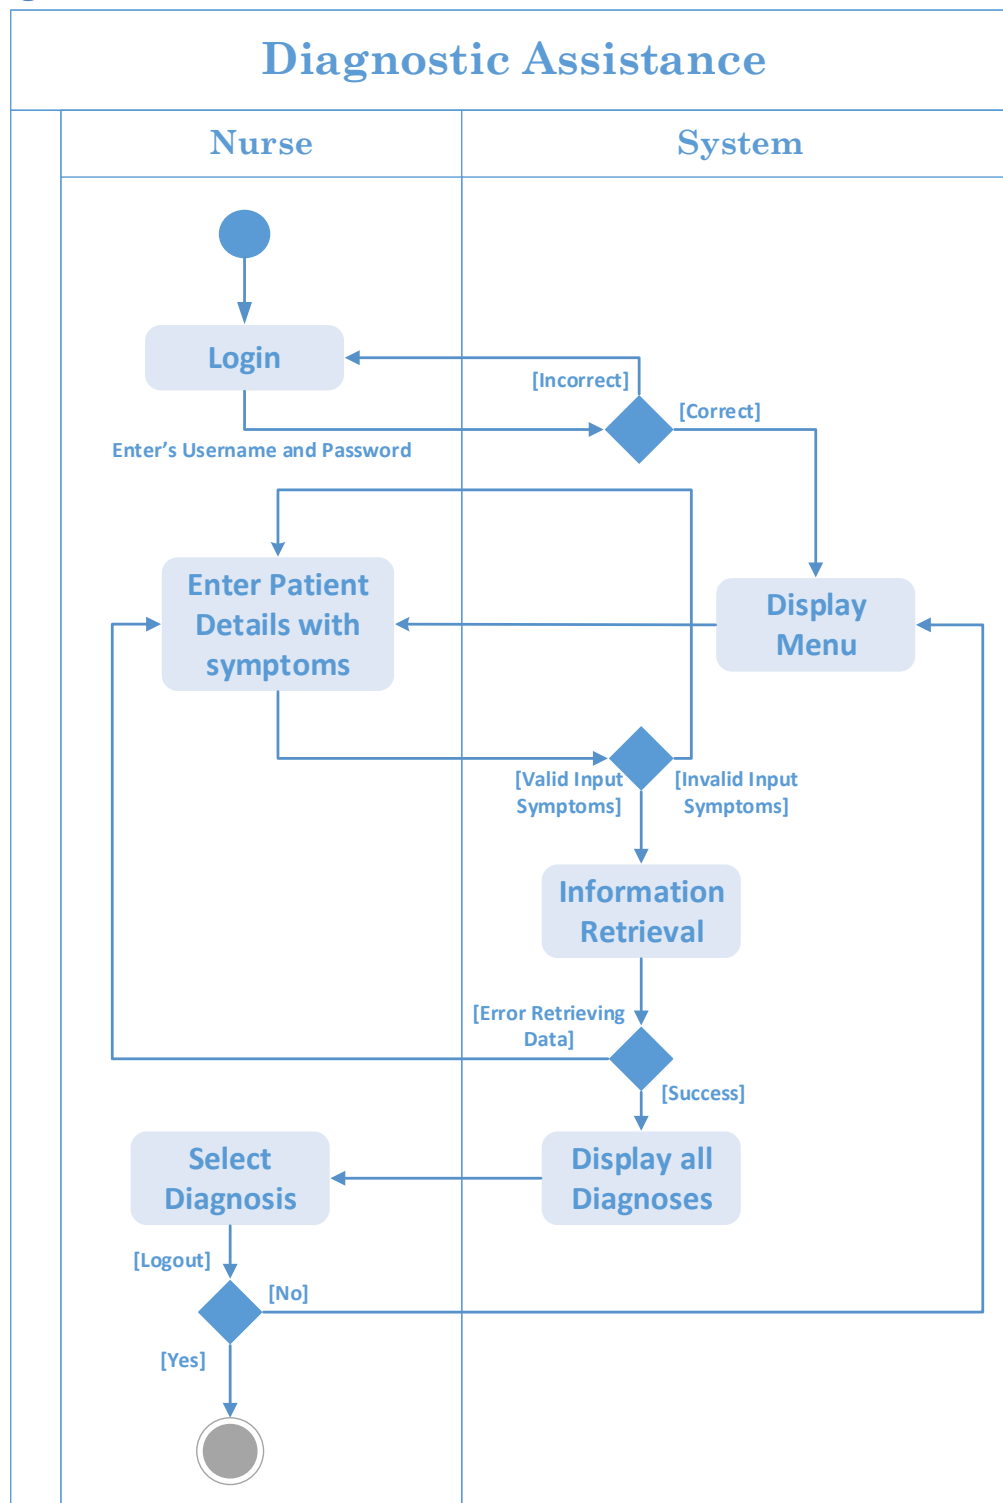 Diagnostic Assistance
Nurse
System
Login
[Incorrect]
[Correct]
Enter's Username and Password
Enter Patient
Details with
symptoms
Display
Menu
[Valid Input
Symptoms]
[Invalid Input
Symptoms]
Information
Retrieval
[Error Retrieving
Data]
[Success]
Select
Diagnosis
Display all
Diagnoses
[Logout]
[No]
[Yes]